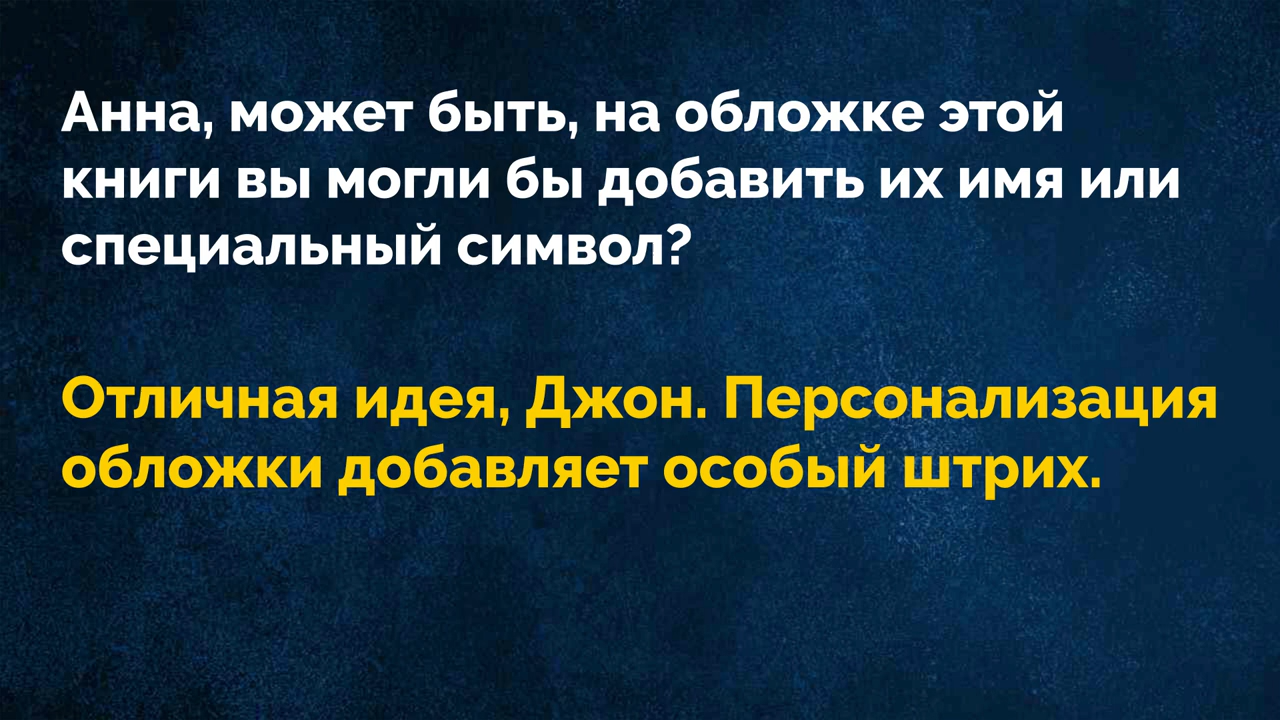 Анна, может быть, на обложке этой
книги вы могли бы добавить их имя или
специальный символ?
Отличная идея, Джон. Персонализация
обложки добавляет особый штрих.